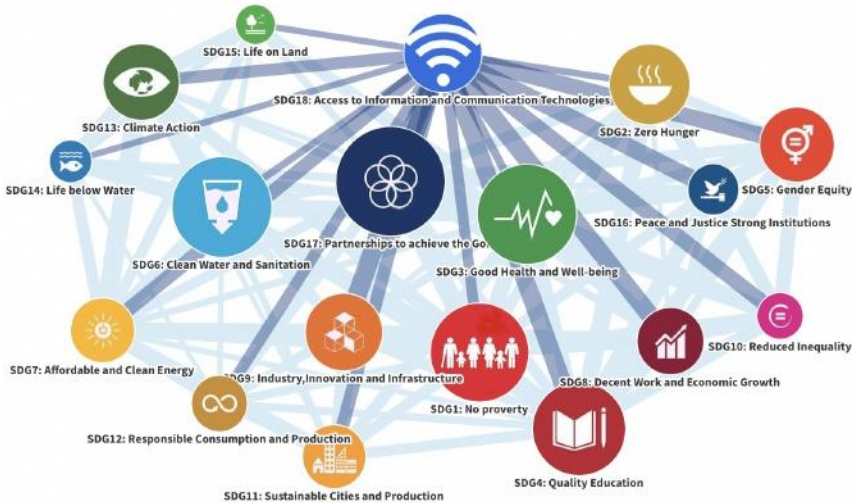 SDG15: Life on Land
SDG18: Access to Information and Communication Technologies
SDG13: Climate Action
SDG2: Zero Hunger
SDG14: Life below Water
SDG5: Gender Equity
SDG16: Peace and Justice Strong Institutions
SDG17: Partnerships to achieve the Go
SDG6: Clean Water and Sanitation
SDG3: Good Health and Well-being
SDG10: Reduced Inequality
SDG7: Affordable and Clean Energy
SDG9: Industry,Innovation and Infrastructure
SDG8: Decent Work and Economic Growth
SDG1: No proverty
SDG12: Responsible Consumption and Production
SDG4: Quality Education
SDG11: Sustainable Cities and Production